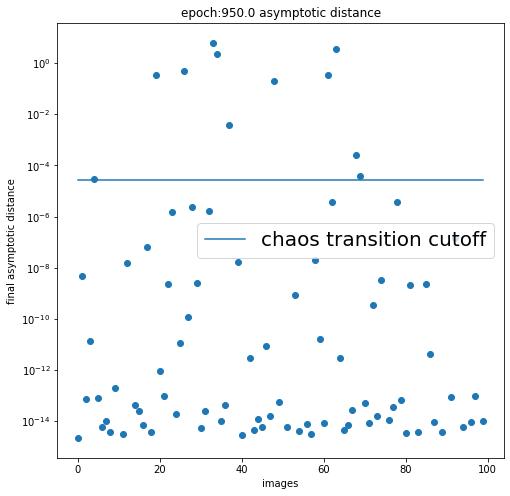 epoch:950.0 asymptotic distance
final asymptotic distance
10^0
10^-2
10^-4
10^-6
10^-8
10^-10
10^-12
10^-14
chaos transition cutoff
0 20 40 60 80 100
images